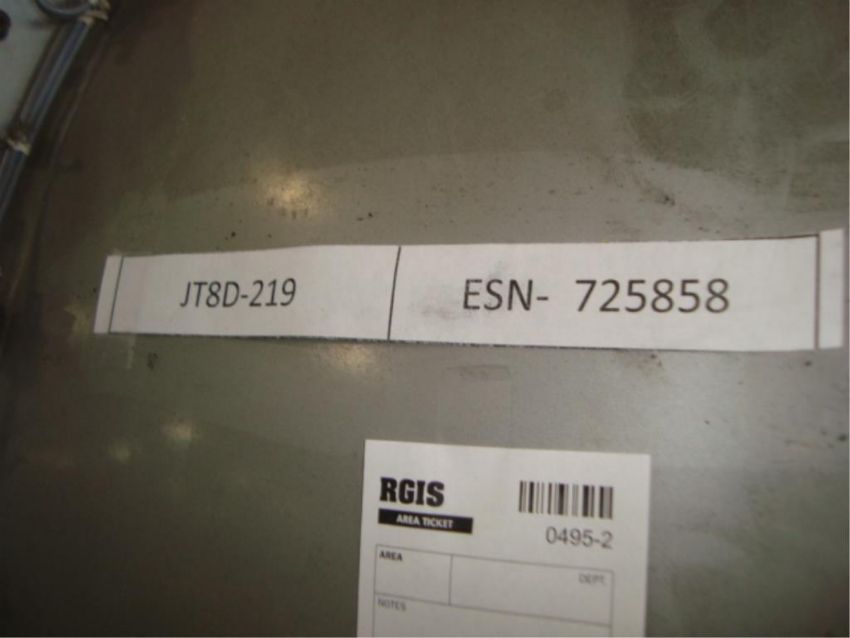 JT8D-219 ESN- 725858
RGIS
AREA TICKET
0495-2
AREA DEPT.
NOTES